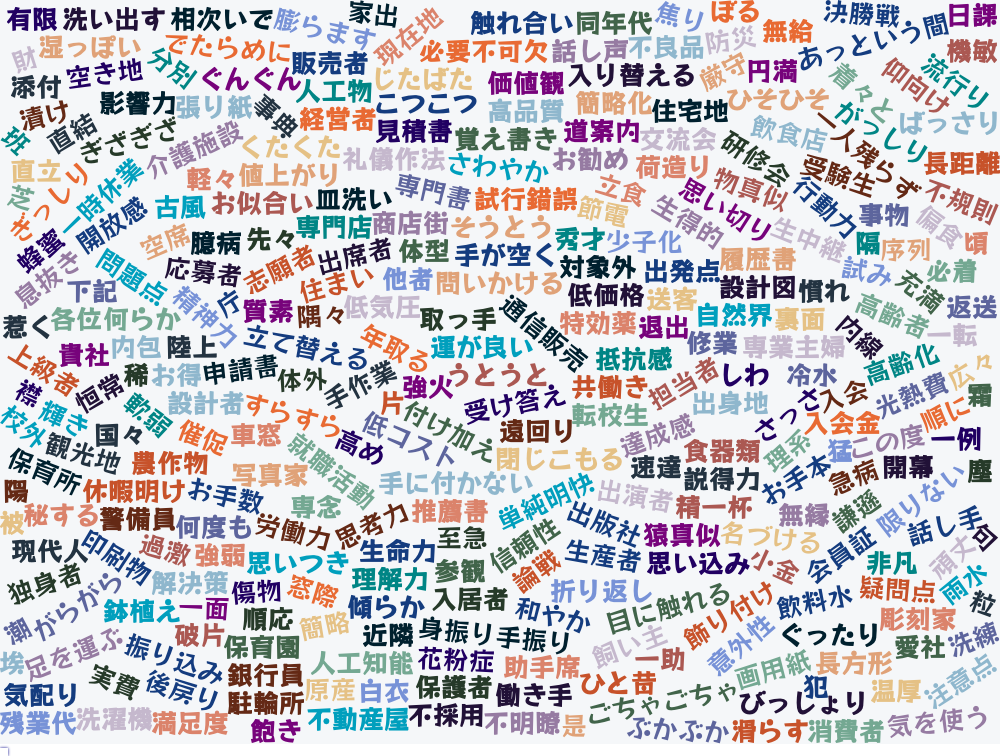 有限 洗い出す 相次いで 膨らます 家出 現在地 触れ合い 同年代 焦り ぼる 無給 決勝戦 あっという間 日課
財 湿っぽい でたらめに 販売者 必要不可欠 話し声 不良品 防災 機敏
添付 空き地 分別 ぐんぐん 人工物 じたばた 価値観 入り替える 厳守 円満 着々と 仰向け 流行り
漬け 影響力 張り紙 事典 経営者 こつこつ 高品質 簡略化 住宅地 ひそひそ がっしり ばっさり
班 直結 ぎざぎざ 介護施設 くたくた 見積書 覚え書き 道案内 交流会 研修会 飲食店 一人残らず 長距離
直立 軽々 値上がり 礼儀作法 さわやか お勧め 荷造り 物真似 受験生 不規則
芝 ぎっしり 一時休業 古風 お似合い 皿洗い 専門書 試行錯誤 立食 節電 思い切り 行動力 事物 偏食 頃
蜂蜜 開放感 空席 臆病 先々 専門店 商店街 そうとう 秀才 少子化 生得的 生中継 隔 序列
息抜き 問題点 応募者 志願者 出席者 体型 手が空く 対象外 出発点 履歴書 試み 充満 必着
下記 精神力 庁 質素 住まい 他者 問いかける 低価格 送客 設計図 慣れ 高齢者 返送
惹く 各位 何らか 隅々 低気圧 取っ手 通信販売 特効薬 退出 自然界 裏面 内線 一転
上級者 貴社 内包 陸上 立て替える 年取る 運が良い 抵抗感 修業 専業主婦 高齢化 広々
襟 恒常 稀 お得 申請書 体外 手作業 強火 うとうと 共働き 担当者 しわ 冷水 入会 光熱費 霜
校外 輝き 軟弱 設計者 すらすら 片 付け加え 受け答え 転校生 出身地 さっさ 入会金 順に
観光地 国々 催促 車窓 就職活動 高め 低コスト 遠回り 達成感 食器類 理系 猛 この度 一例
保育所 農作物 写真家 手に付かない 閉じこもる 速達 説得力 お手本 急病 開幕 塵
陽 休暇明け お手数 専念 推薦書 単純明快 出演者 精一杯 無縁 謙遜 限りない
被 秘する 警備員 何度も 労働力 思考力 至急 信頼性 出版社 猿真似 名づける 話し手
現代人 印刷物 過激 強弱 思いつき 生命力 参観 論戦 生産者 思い込み 小金 会員証 非凡 頑丈
独身者 解決策 傷物 窓際 理解力 入居者 折り返し 目に触れる 飲料水 疑問点 雨水
潮 がらがら 鉢植え 一面 順応 簡略 傾らか 和やか 飾り付け 彫刻家 粒
埃 足を運ぶ 振り込み 破片 保育園 近隣 身振り手振り 飼い主 意外性 ぐったり 愛社 洗練
実費 後戻り 銀行員 人工知能 花粉症 助手席 一助 画用紙 長方形
気配り 駐輪所 原産 白衣 保護者 働き手 ひと昔 ごちゃごちゃ びっしょり 犯 温厚 注意点
残業代 洗濯機 満足度 飽き 不動産屋 不採用 不明瞭 是 ぶかぶか 滑らす 消費者 気を使う